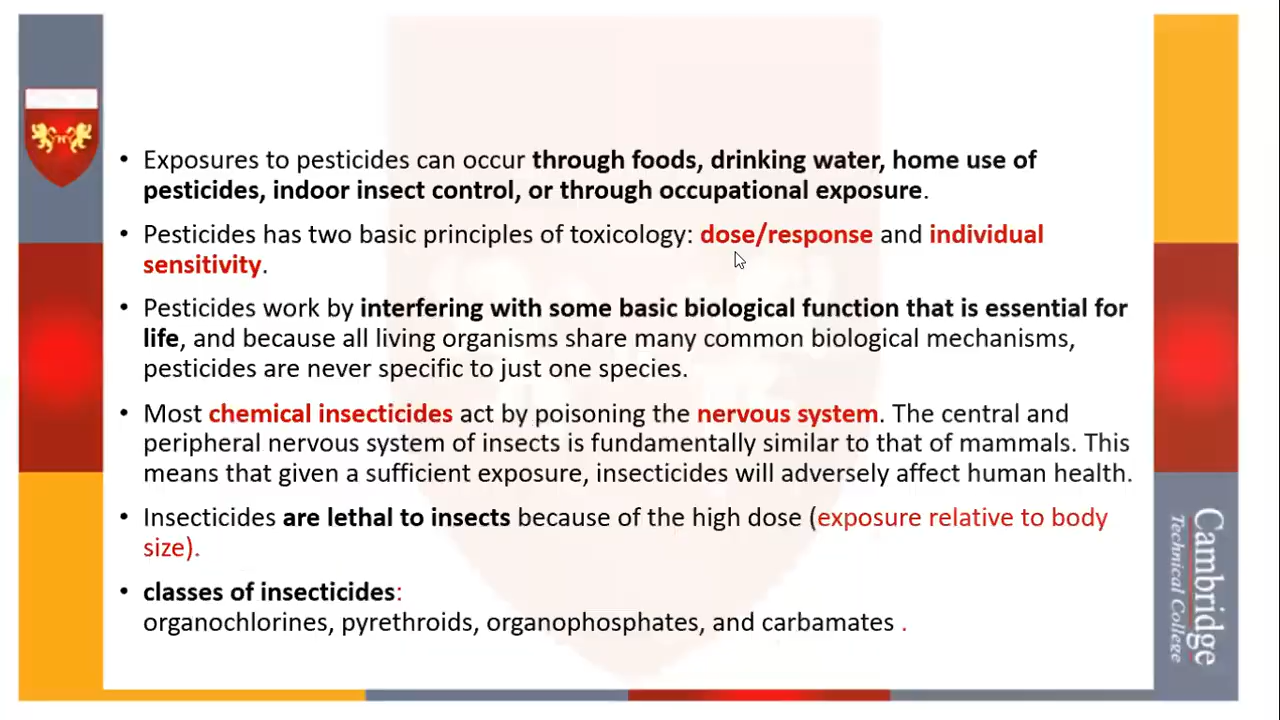 • Exposures to pesticides can occur through foods, drinking water, home use of
pesticides, indoor insect control, or through occupational exposure.
• Pesticides has two basic principles of toxicology: dose/response and individual
sensitivity.
• Pesticides work by interfering with some basic biological function that is essential for
life, and because all living organisms share many common biological mechanisms,
pesticides are never specific to just one species.
• Most chemical insecticides act by poisoning the nervous system. The central and
peripheral nervous system of insects is fundamentally similar to that of mammals. This
means that given a sufficient exposure, insecticides will adversely affect human health.
• Insecticides are lethal to insects because of the high dose (exposure relative to body
size).
• classes of insecticides:
organochlorines, pyrethroids, organophosphates, and carbamates .
Cambridge
Technical College